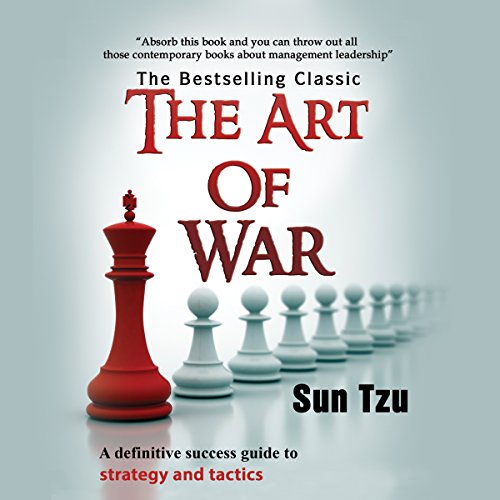 “Absorb this book and you can throw out all
those contemporary books about management leadership”
The Bestselling Classic
THE ART
OF
WAR
Sun Tzu
A definitive success guide to
strategy and tactics